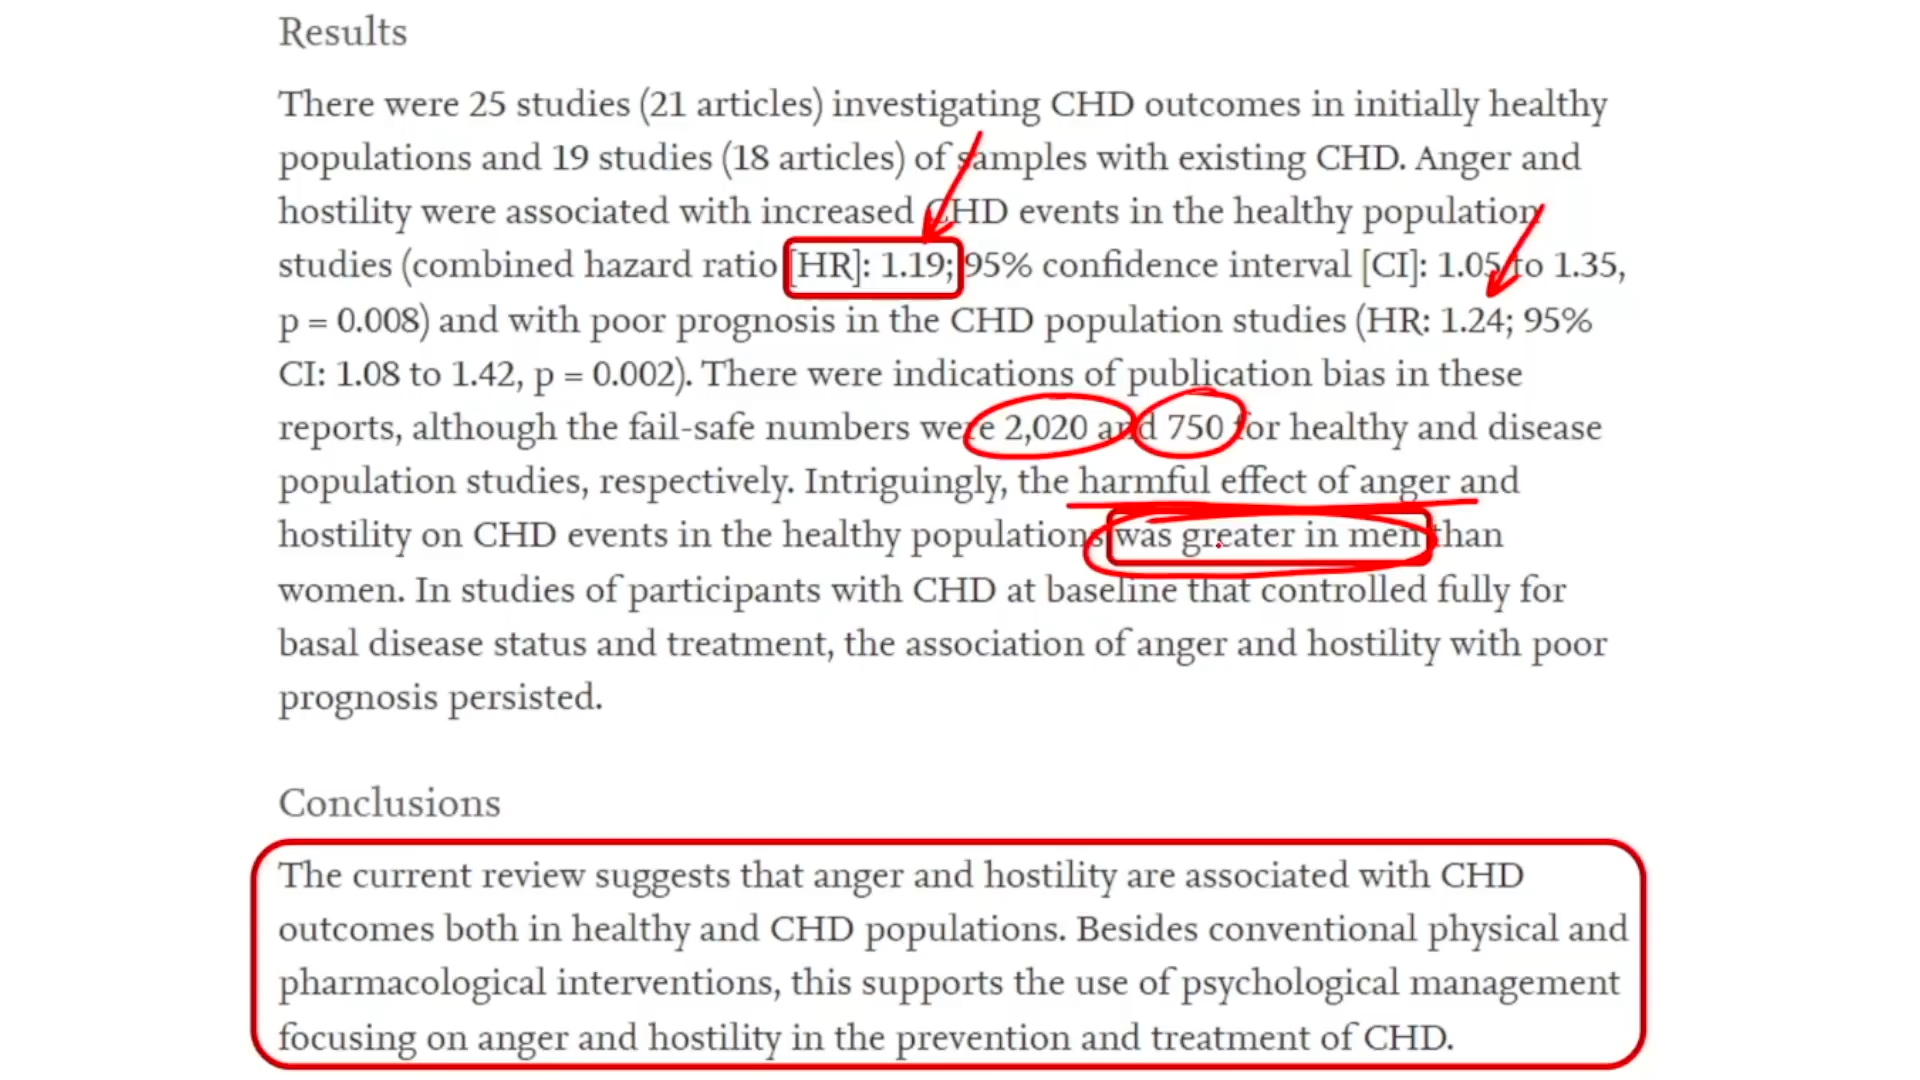 Results
There were 25 studies (21 articles) investigating CHD outcomes in initially healthy
populations and 19 studies (18 articles) of samples with existing CHD. Anger and
hostility were associated with increased CHD events in the healthy population
studies (combined hazard ratio [HR]: 1.19; 95% confidence interval [CI]: 1.05 to 1.35,
p = 0.008) and with poor prognosis in the CHD population studies (HR: 1.24; 95%
CI: 1.08 to 1.42, p = 0.002). There were indications of publication bias in these
reports, although the fail-safe numbers were 2,020 and 750 for healthy and disease
population studies, respectively. Intriguingly, the harmful effect of anger and
hostility on CHD events in the healthy populations was greater in men than
women. In studies of participants with CHD at baseline that controlled fully for
basal disease status and treatment, the association of anger and hostility with poor
prognosis persisted.
Conclusions
The current review suggests that anger and hostility are associated with CHD
outcomes both in healthy and CHD populations. Besides conventional physical and
pharmacological interventions, this supports the use of psychological management
focusing on anger and hostility in the prevention and treatment of CHD.